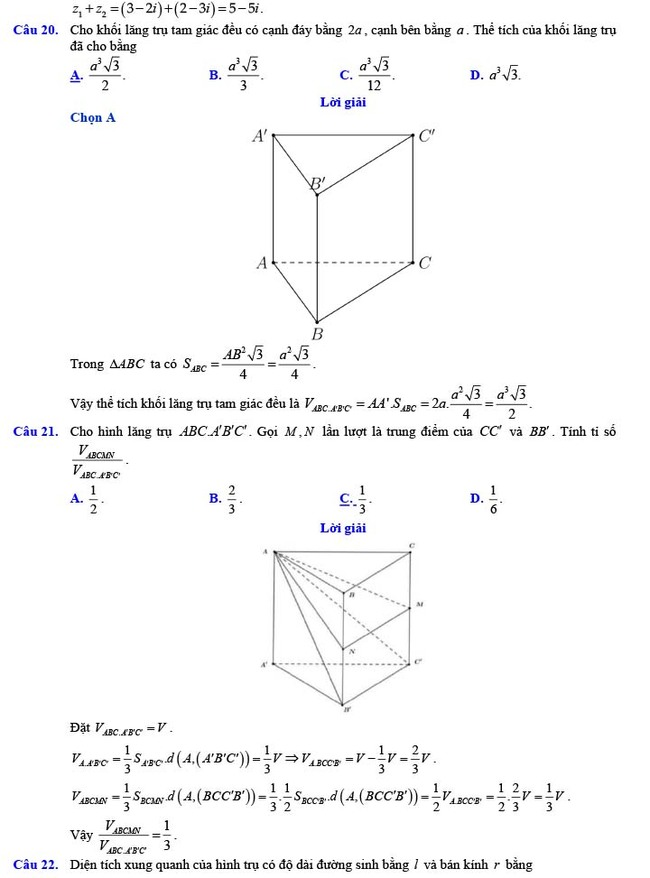 z₁ + z₂ = (3−2i)+(2−3i) = 5−5i.
Câu 20. Cho khối lăng trụ tam giác đều có cạnh đáy bằng 2a, cạnh bên bằng a. Thể tích của khối lăng trụ
đã cho bằng
A. a³√3/2. B. a³√3/3. C. a³√3/12. D. a³√3.
Lời giải
Chọn A
A' C'
B'
A C
B
Trong ΔABC ta có S_ABC = AB²√3/4 = a²√3/4.
Vậy thể tích khối lăng trụ tam giác đều là V_ABC.A'B'C' = AA'.S_ABC = 2a.a²√3/4 = a³√3/2.
Câu 21. Cho hình lăng trụ ABC.A'B'C'. Gọi M, N lần lượt là trung điểm của CC' và BB'. Tính tỉ số
V_ABCMN/V_ABC.A'B'C'.
A. 1/2. B. 2/3. C. 1/3. D. 1/6.
Lời giải
A C
B
M
N
A' C'
B'
Đặt V_ABC.A'B'C' = V.
V_A.A'B'C' = 1/3 S_A'B'C'.d(A,(A'B'C')) = 1/3 V ⇒ V_A.BCC'B' = V − 1/3 V = 2/3 V.
V_ABCMN = 1/3 S_BCMN.d(A,(BCC'B')) = 1/3.1/2 S_BCC'B'.d(A,(BCC'B')) = 1/2 V_A.BCC'B' = 1/2.2/3 V = 1/3 V.
Vậy V_ABCMN/V_ABC.A'B'C' = 1/3.
Câu 22. Diện tích xung quanh của hình trụ có độ dài đường sinh bằng l và bán kính r bằng